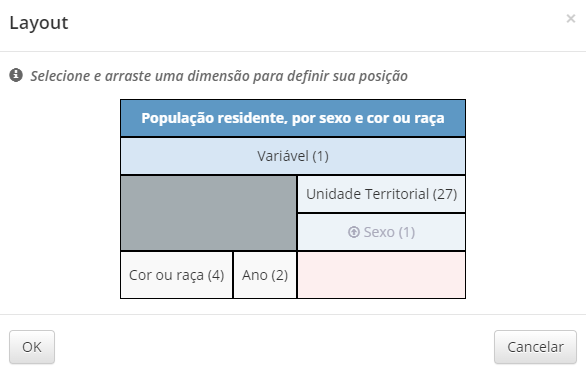 Layout
×
Selecione e arraste uma dimensão para definir sua posição
População residente, por sexo e cor ou raça
Variável (1)
Unidade Territorial (27)
Sexo (1)
Cor ou raça (4) Ano (2)
OK Cancelar